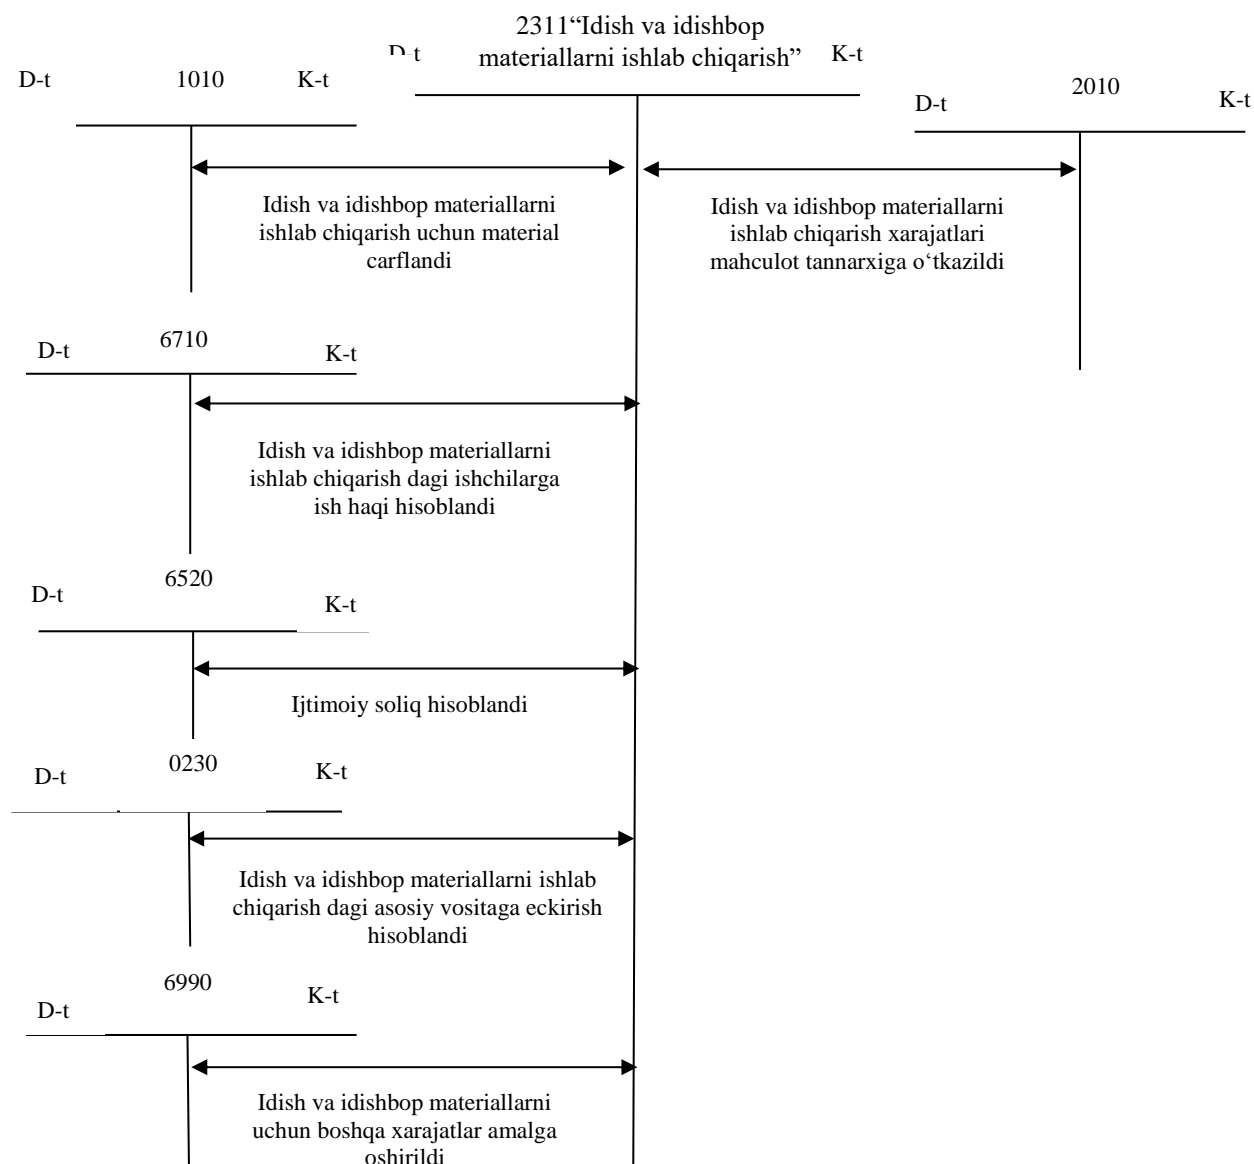 2311“Idish va idishbop
materiallarni ishlab chiqarish”
D-t
K-t
D-t
1010
K-t
D-t
2010
K-t
Idish va idishbop materiallarni
ishlab chiqarish uchun material
carflandi
Idish va idishbop materiallarni
ishlab chiqarish xarajatlari
mahculot tannarxiga o‘tkazildi
D-t
6710
K-t
Idish va idishbop materiallarni
ishlab chiqarish dagi ishchilarga
ish haqi hisoblandi
D-t
6520
K-t
Ijtimoiy soliq hisoblandi
D-t
0230
K-t
Idish va idishbop materiallarni ishlab
chiqarish dagi asosiy vositaga eckirish
hisoblandi
D-t
6990
K-t
Idish va idishbop materiallarni
uchun boshqa xarajatlar amalga
oshirildi